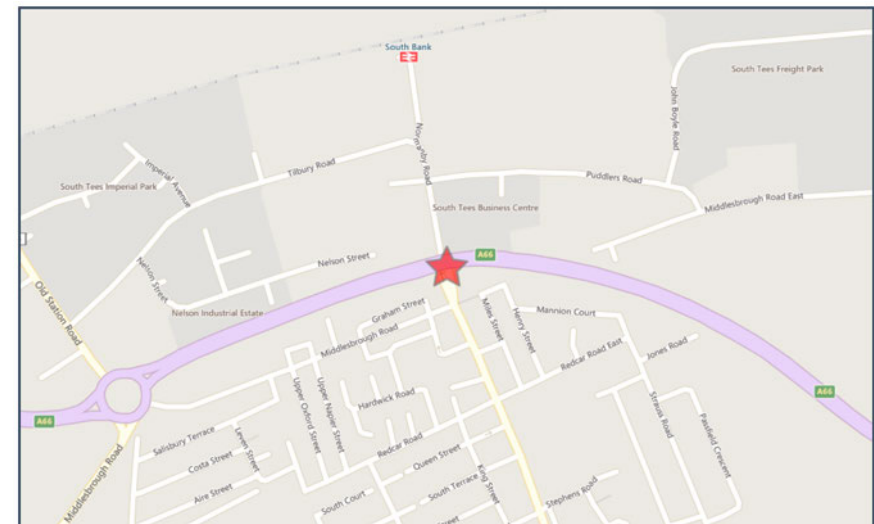 South Bank
South Tees Freight Park
John Boyle Road
Normanby Road
Tilbury Road
Imperial Avenue
South Tees Imperial Park
Puddlers Road
South Tees Business Centre
Middlesbrough Road East
A66
Nelson Street
Nelson Street
Old Station Road
Nelson Industrial Estate
Graham Street
Middlesbrough Road
Miles Street
Henry Street
Mannion Court
Redcar Road East
Jones Road
Upper Oxford Street
Upper Napier Street
Hardwick Road
Strauss Road
Passfield Crescent
A66
A66
Salisbury Terrace
Leven Street
Costa Street
Redcar Road
Queen Street
King Street
Aire Street
South Court
South Terrace
Stephens Road
Middlesbrough Road
Street